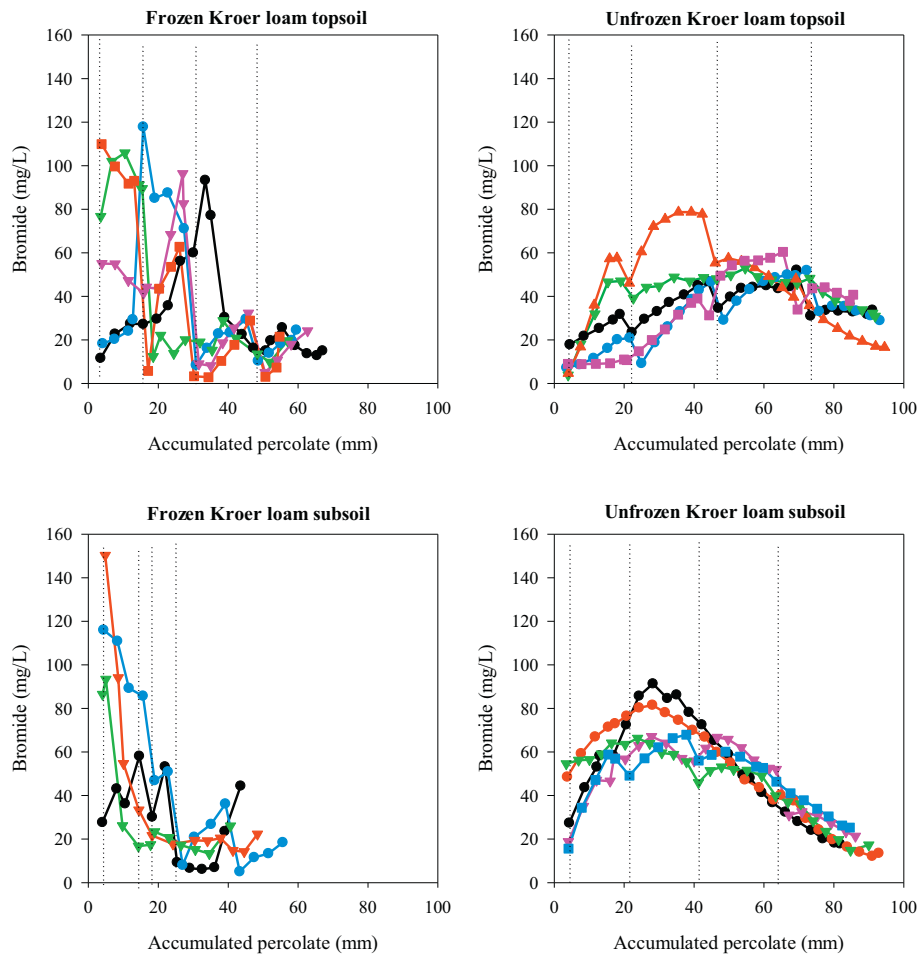 Frozen Kroer loam topsoil
160
140
120
100
80
60
40
20
0
Bromide (mg/L)
0 20 40 60 80 100
Accumulated percolate (mm)
Unfrozen Kroer loam topsoil
160
140
120
100
80
60
40
20
0
Bromide (mg/L)
0 20 40 60 80 100
Accumulated percolate (mm)
Frozen Kroer loam subsoil
160
140
120
100
80
60
40
20
0
Bromide (mg/L)
0 20 40 60 80 100
Accumulated percolate (mm)
Unfrozen Kroer loam subsoil
160
140
120
100
80
60
40
20
0
Bromide (mg/L)
0 20 40 60 80 100
Accumulated percolate (mm)